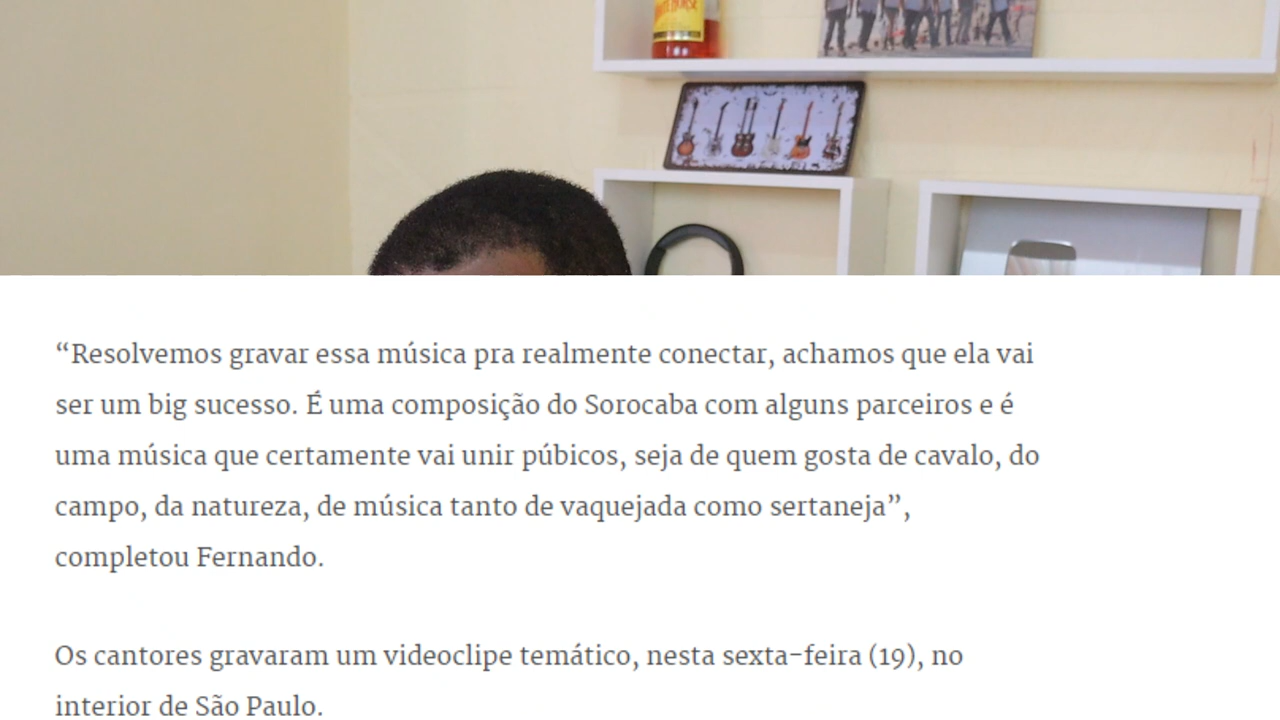 “Resolvemos gravar essa música pra realmente conectar, achamos que ela vai
ser um big sucesso. É uma composição do Sorocaba com alguns parceiros e é
uma música que certamente vai unir púbicos, seja de quem gosta de cavalo, do
campo, da natureza, de música tanto de vaquejada como sertaneja”,
completou Fernando.
Os cantores gravaram um videoclipe temático, nesta sexta-feira (19), no
interior de São Paulo.